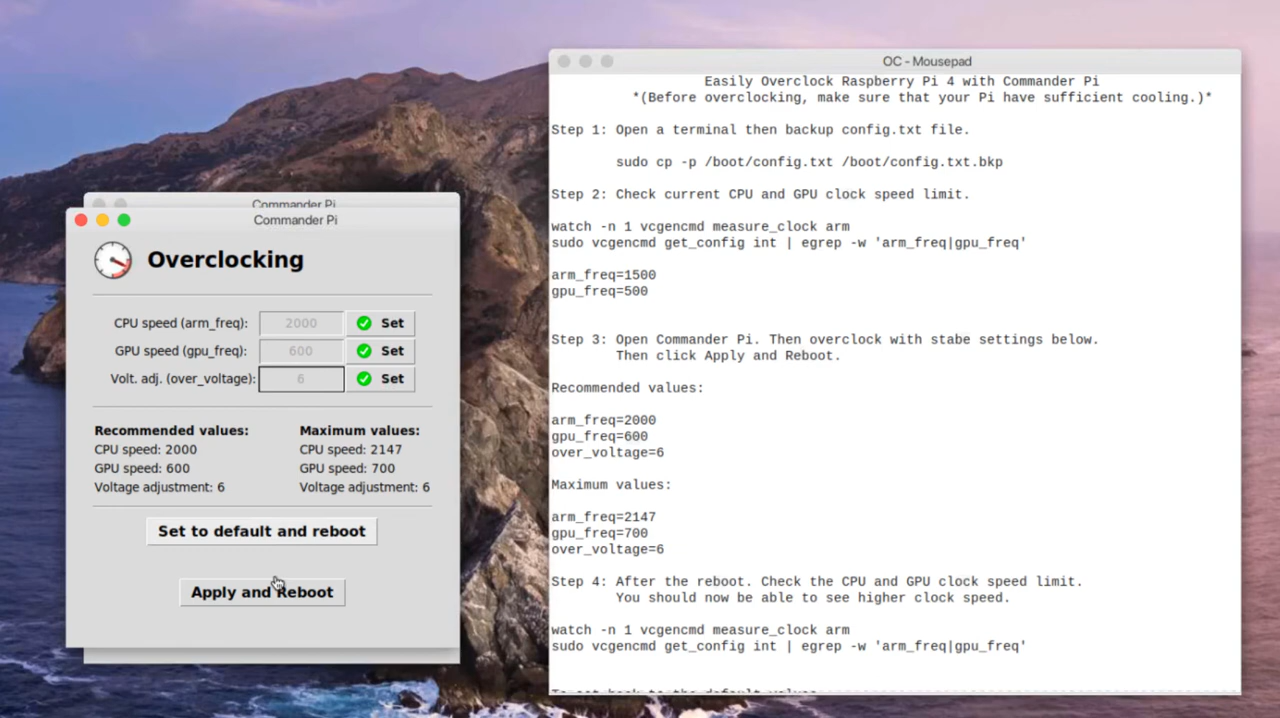 Commander Pi
Commander Pi
Overclocking
CPU speed (arm_freq): 2000 Set
GPU speed (gpu_freq): 600 Set
Volt. adj. (over_voltage): 6 Set
Recommended values: Maximum values:
CPU speed: 2000 CPU speed: 2147
GPU speed: 600 GPU speed: 700
Voltage adjustment: 6 Voltage adjustment: 6
Set to default and reboot
Apply and Reboot
OC - Mousepad
Easily Overclock Raspberry Pi 4 with Commander Pi
*(Before overclocking, make sure that your Pi have sufficient cooling.)*
Step 1: Open a terminal then backup config.txt file.
sudo cp -p /boot/config.txt /boot/config.txt.bkp
Step 2: Check current CPU and GPU clock speed limit.
watch -n 1 vcgencmd measure_clock arm
sudo vcgencmd get_config int | egrep -w 'arm_freq|gpu_freq'
arm_freq=1500
gpu_freq=500
Step 3: Open Commander Pi. Then overclock with stabe settings below.
Then click Apply and Reboot.
Recommended values:
arm_freq=2000
gpu_freq=600
over_voltage=6
Maximum values:
arm_freq=2147
gpu_freq=700
over_voltage=6
Step 4: After the reboot. Check the CPU and GPU clock speed limit.
You should now be able to see higher clock speed.
watch -n 1 vcgencmd measure_clock arm
sudo vcgencmd get_config int | egrep -w 'arm_freq|gpu_freq'